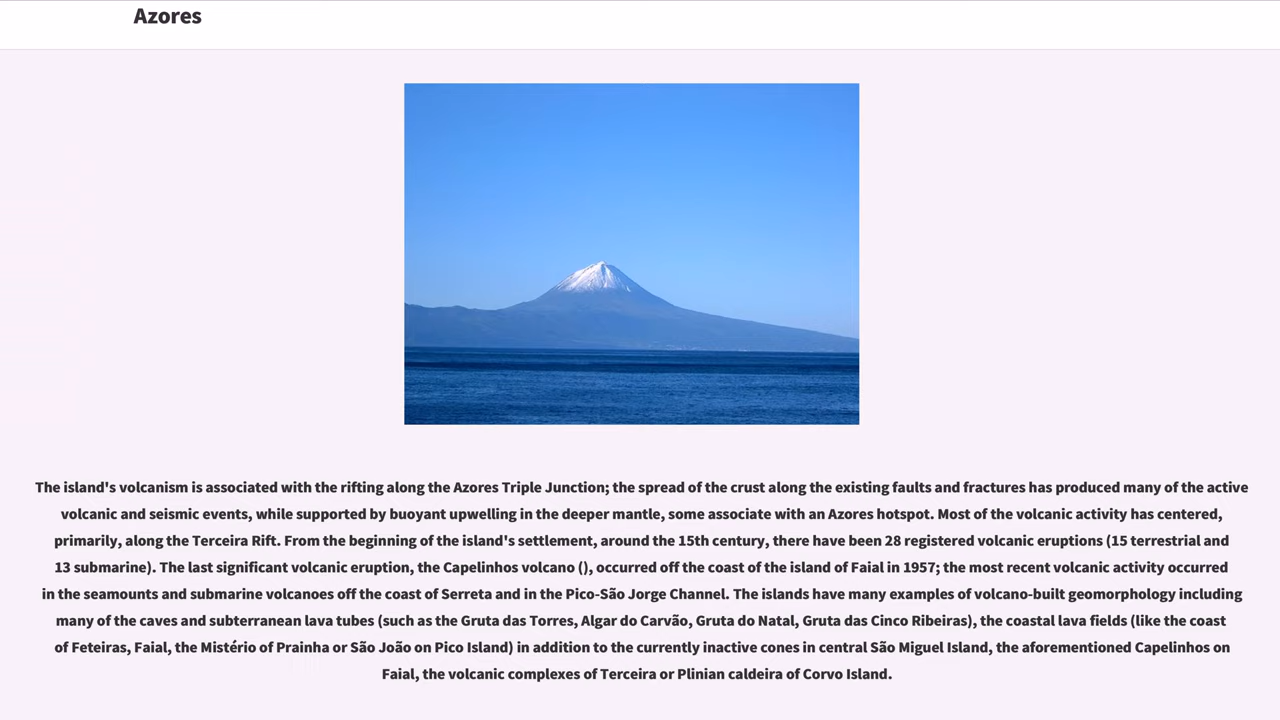 Azores
The island's volcanism is associated with the rifting along the Azores Triple Junction; the spread of the crust along the existing faults and fractures has produced many of the active
volcanic and seismic events, while supported by buoyant upwelling in the deeper mantle, some associate with an Azores hotspot. Most of the volcanic activity has centered,
primarily, along the Terceira Rift. From the beginning of the island's settlement, around the 15th century, there have been 28 registered volcanic eruptions (15 terrestrial and
13 submarine). The last significant volcanic eruption, the Capelinhos volcano (), occurred off the coast of the island of Faial in 1957; the most recent volcanic activity occurred
in the seamounts and submarine volcanoes off the coast of Serreta and in the Pico-São Jorge Channel. The islands have many examples of volcano-built geomorphology including
many of the caves and subterranean lava tubes (such as the Gruta das Torres, Algar do Carvão, Gruta do Natal, Gruta das Cinco Ribeiras), the coastal lava fields (like the coast
of Feteiras, Faial, the Mistério of Prainha or São João on Pico Island) in addition to the currently inactive cones in central São Miguel Island, the aforementioned Capelinhos on
Faial, the volcanic complexes of Terceira or Plinian caldeira of Corvo Island.